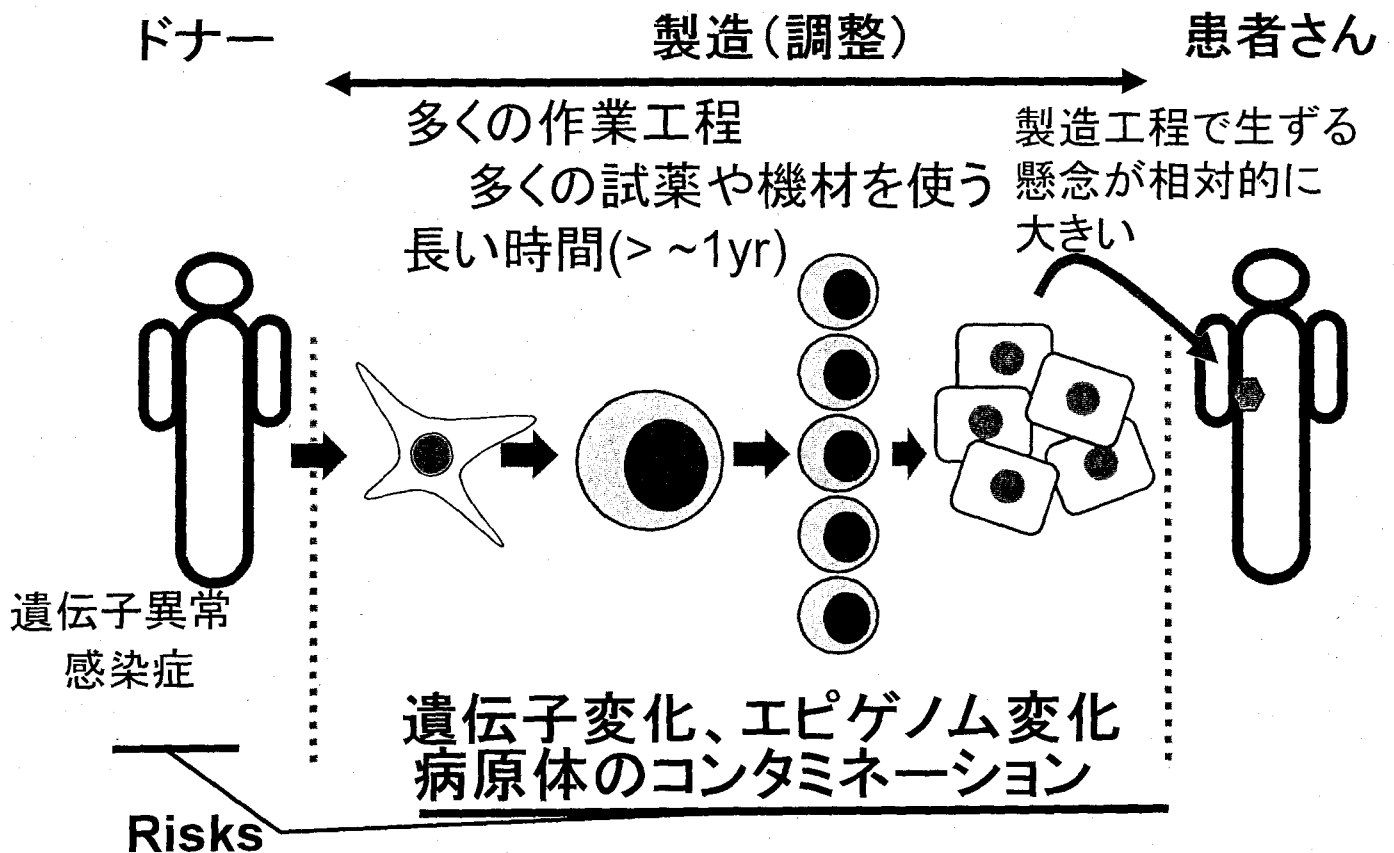 ドナー
製造(調整)
患者さん
多くの作業工程
多くの試薬や機材を使う
長い時間(> ~1yr)
製造工程で生ずる
懸念が相対的に
大きい
遺伝子異常
感染症
遺伝子変化、エピゲノム変化
病原体のコンタミネーション
Risks